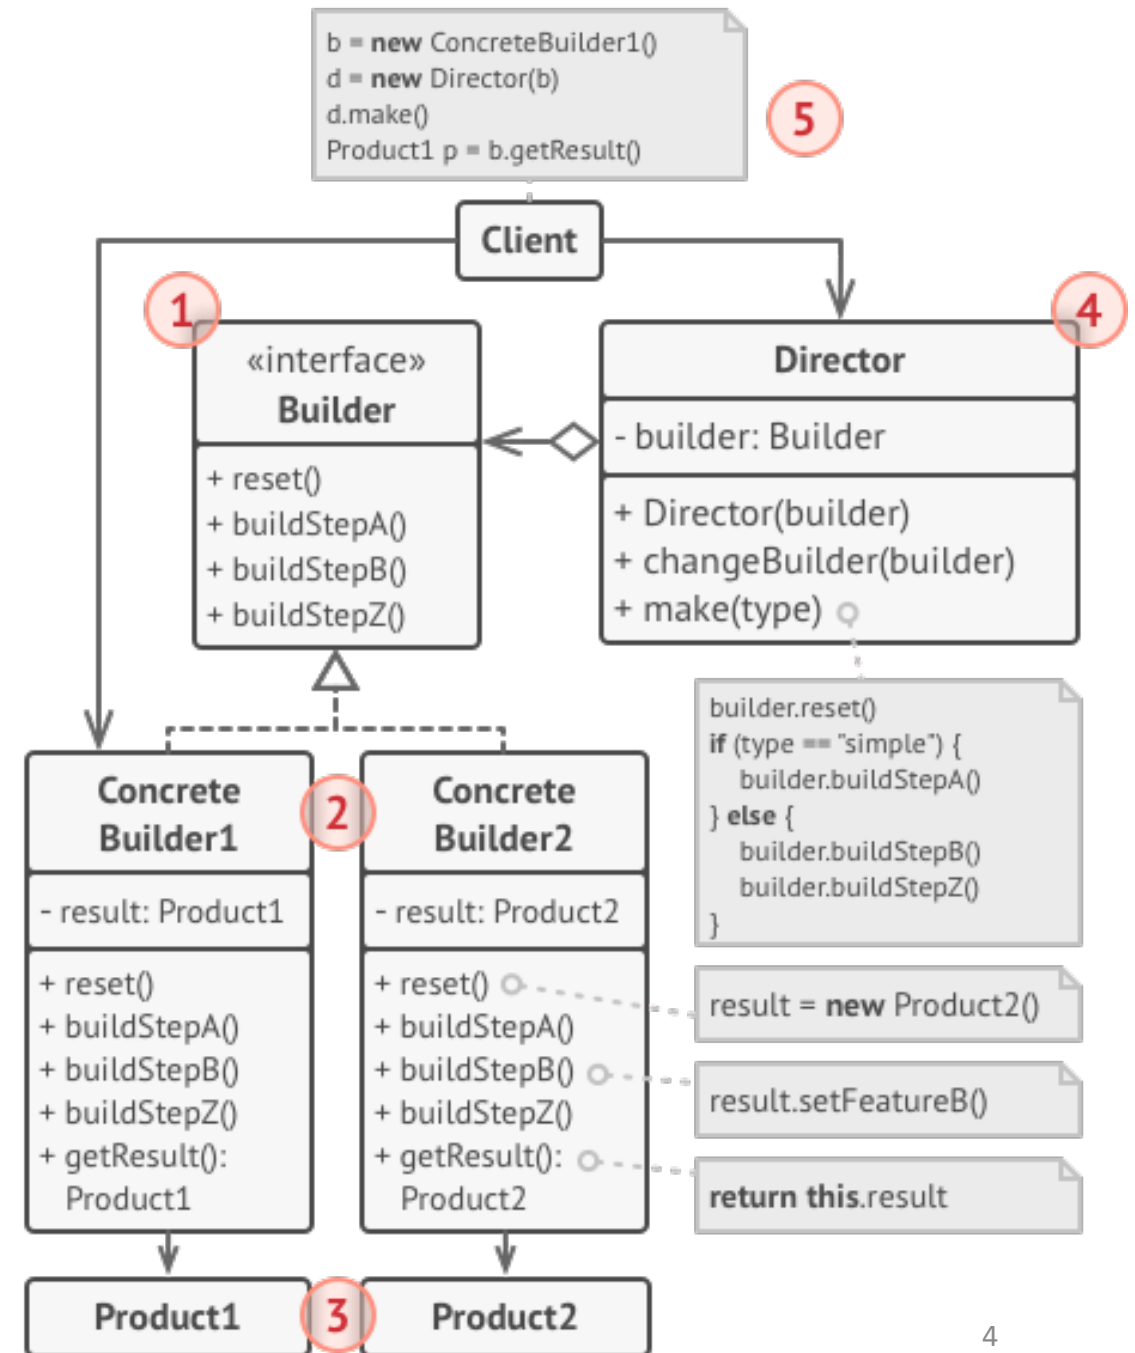 b = new ConcreteBuilder1()
d = new Director(b)
d.make()
Product1 p = b.getResult()
5
Client
1
«interface»
Builder
+ reset()
+ buildStepA()
+ buildStepB()
+ buildStepZ()
4
Director
- builder: Builder
+ Director(builder)
+ changeBuilder(builder)
+ make(type)
builder.reset()
if (type == "simple") {
builder.buildStepA()
} else {
builder.buildStepB()
builder.buildStepZ()
}
Concrete
Builder1
- result: Product1
+ reset()
+ buildStepA()
+ buildStepB()
+ buildStepZ()
+ getResult():
Product1
2
Concrete
Builder2
- result: Product2
+ reset()
+ buildStepA()
+ buildStepB()
+ buildStepZ()
+ getResult():
Product2
result = new Product2()
result.setFeatureB()
return this.result
Product1
3
Product2
4